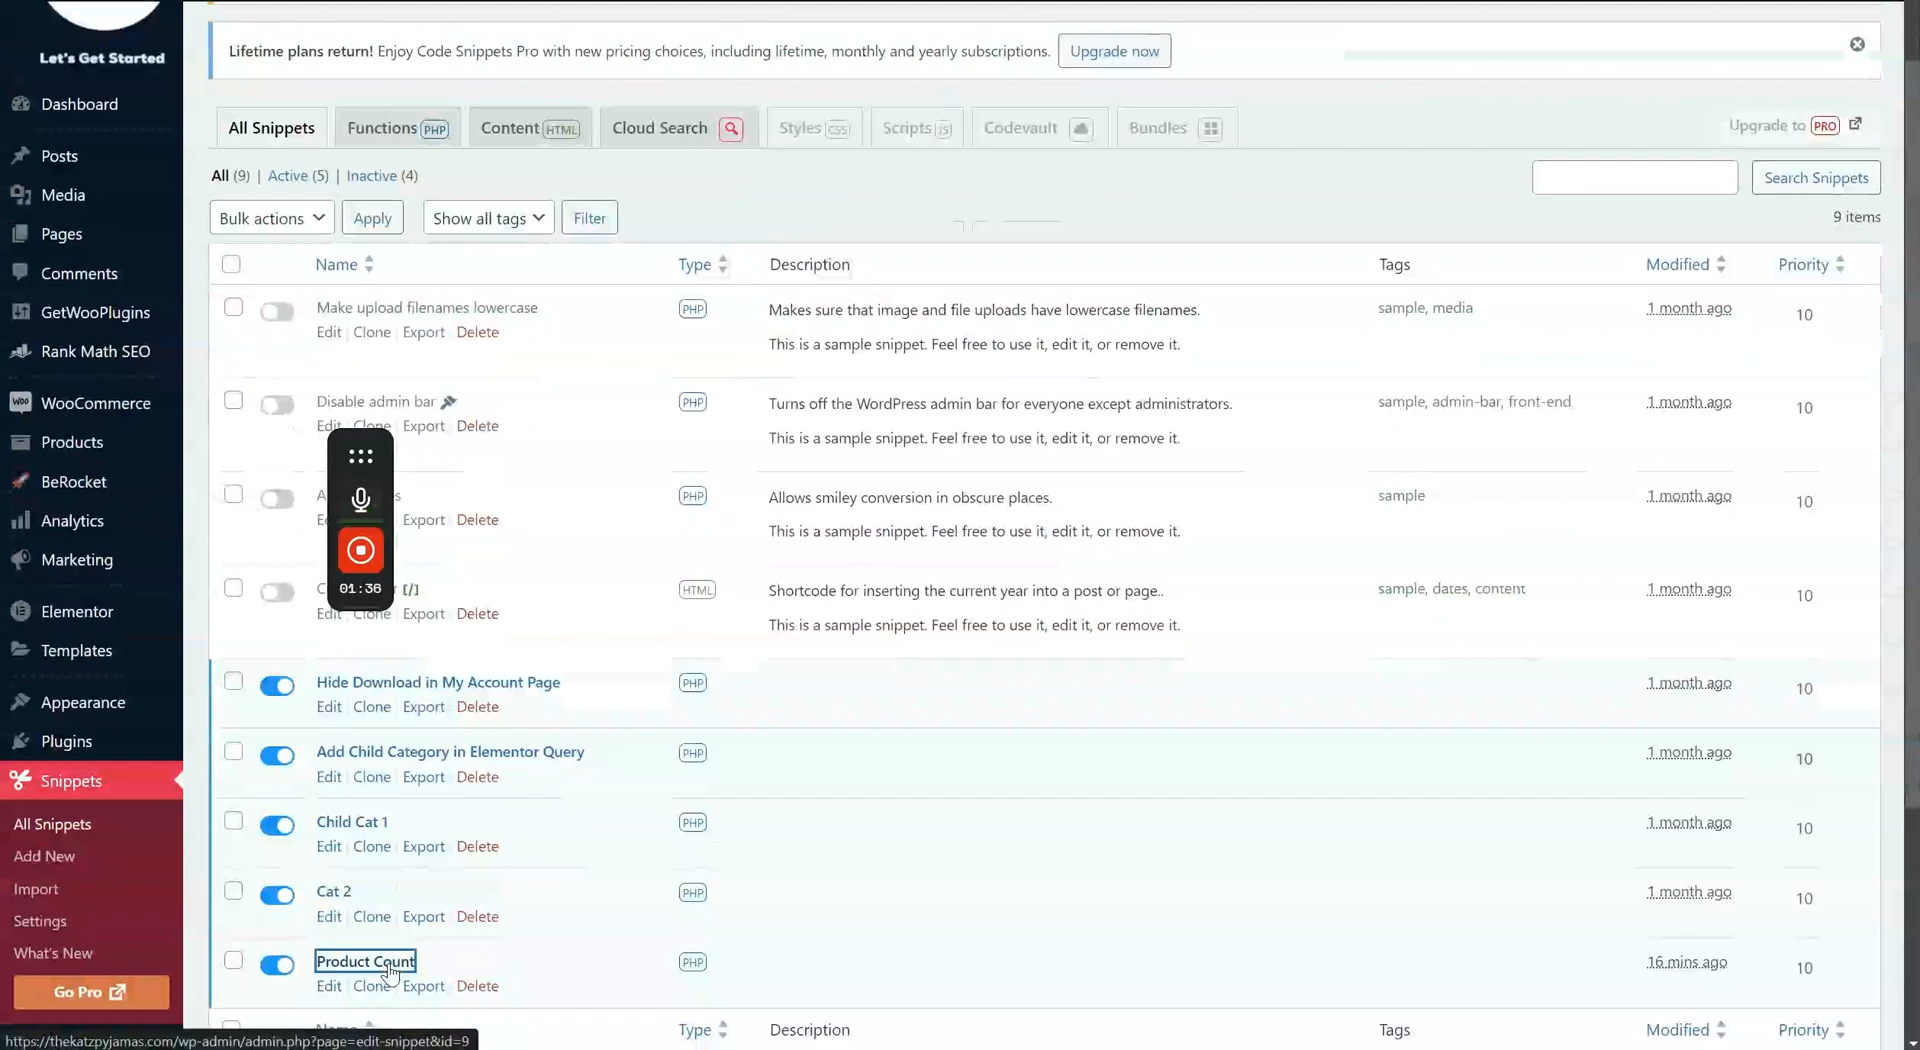 Let's Get Started
Dashboard
Posts
Media
Pages
Comments
GetWooPlugins
Rank Math SEO
WooCommerce
Products
BeRocket
Analytics
Marketing
Elementor
Templates
Appearance
Plugins
Snippets
All Snippets
Add New
Import
Settings
What's New
Go Pro
Lifetime plans return! Enjoy Code Snippets Pro with new pricing choices, including lifetime, monthly and yearly subscriptions. Upgrade now
All Snippets Functions PHP Content HTML Cloud Search Styles CSS Scripts JS Codevault Bundles Upgrade to PRO
All (9) | Active (5) | Inactive (4) Search Snippets
Bulk actions Apply Show all tags Filter 9 items
Name Type Description Tags Modified Priority
Make upload filenames lowercase PHP Makes sure that image and file uploads have lowercase filenames. sample, media 1 month ago 10
Edit | Clone | Export | Delete This is a sample snippet. Feel free to use it, edit it, or remove it.
Disable admin bar PHP Turns off the WordPress admin bar for everyone except administrators. sample, admin-bar, front-end 1 month ago 10
Edit Clone Export | Delete This is a sample snippet. Feel free to use it, edit it, or remove it.
PHP Allows smiley conversion in obscure places. sample 1 month ago 10
Export | Delete This is a sample snippet. Feel free to use it, edit it, or remove it.
[/] HTML Shortcode for inserting the current year into a post or page.. sample, dates, content 1 month ago 10
Edit Clone Export | Delete This is a sample snippet. Feel free to use it, edit it, or remove it.
01:36
Hide Download in My Account Page PHP 1 month ago 10
Edit | Clone | Export | Delete
Add Child Category in Elementor Query PHP 1 month ago 10
Edit | Clone | Export | Delete
Child Cat 1 PHP 1 month ago 10
Edit | Clone | Export | Delete
Cat 2 PHP 1 month ago 10
Edit | Clone | Export | Delete
Product Count PHP 16 mins ago 10
Edit | Clone | Export | Delete
Name Type Description Tags Modified Priority
https://thekatzpyjamas.com/wp-admin/admin.php?page=edit-snippet&id=9